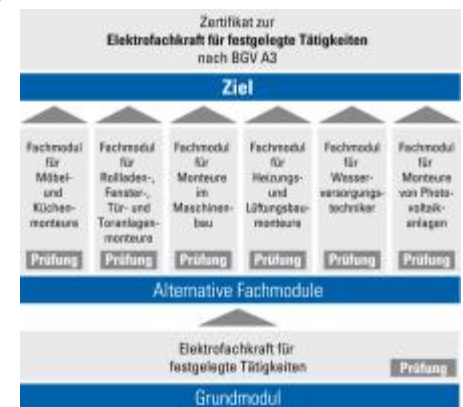 Zertifikat zur
Elektrofachkraft für festgelegte Tätigkeiten
nach BGV A3
Ziel
Fachmodul
für
Möbel-
und
Küchen-
monteure
Prüfung
Fachmodul
für
Rollladen-,
Fenster-,
Tür- und
Toranlagen-
monteure
Prüfung
Fachmodul
für
Monteure
im
Maschinen-
bau
Prüfung
Fachmodul
für
Heizungs-
und
Lüftungsbau-
monteure
Prüfung
Fachmodul
für
Wasser-
versorgungs-
techniker
Prüfung
Fachmodul
für
Monteure
von Photo-
voltaik-
anlagen
Prüfung
Alternative Fachmodule
Elektrofachkraft für
festgelegte Tätigkeiten
Prüfung
Grundmodul